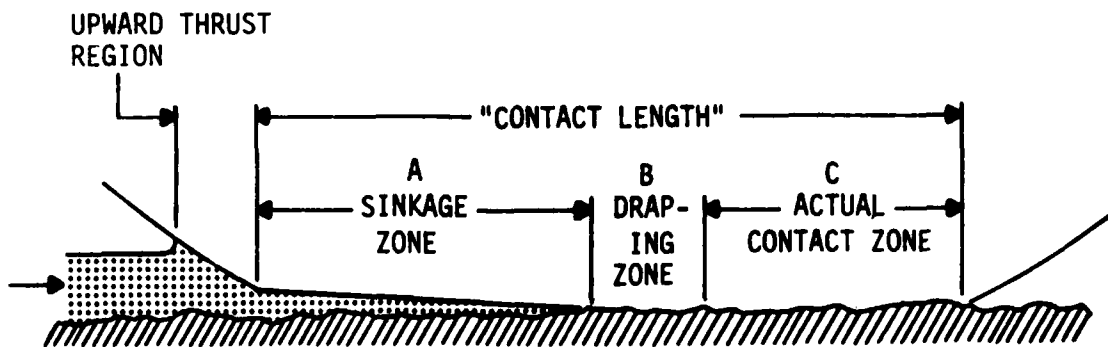 UPWARD THRUST
REGION
"CONTACT LENGTH"
A
SINKAGE
ZONE
B
DRAP-
ING
ZONE
C
ACTUAL
CONTACT ZONE